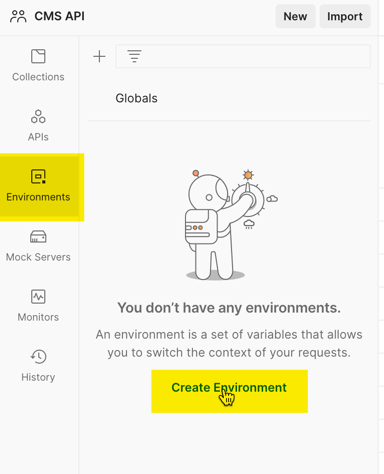 CMS API
New
Import
Collections
APIs
Environments
Mock Servers
Monitors
History
Globals
You don’t have any environments.
An environment is a set of variables that allows
you to switch the context of your requests.
Create Environment